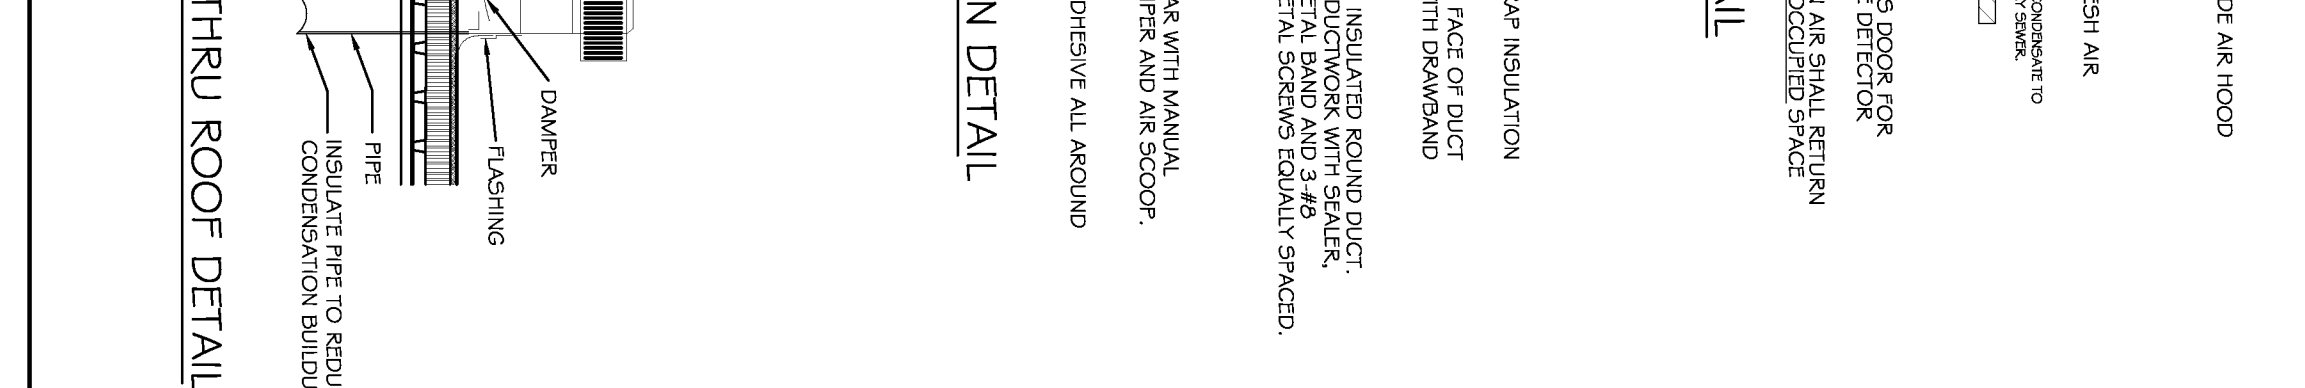 DE AIR HOOD
ESH AIR
CONDENSATE TO
Y SEWER.
S DOOR FOR
E DETECTOR
N AIR SHALL RETURN
OCCUPIED SPACE
AIL
AP INSULATION
FACE OF DUCT
ITH DRAWBAND
INSULATED ROUND DUCT.
DUCTWORK WITH SEALER,
ETAL BAND AND 3-#8
ETAL SCREWS EQUALLY SPACED.
AR WITH MANUAL
PER AND AIR SCOOP.
DHESIVE ALL AROUND
N DETAIL
DAMPER
FLASHING
PIPE
INSULATE PIPE TO REDU
CONDENSATION BUILDU
THRU ROOF DETAIL